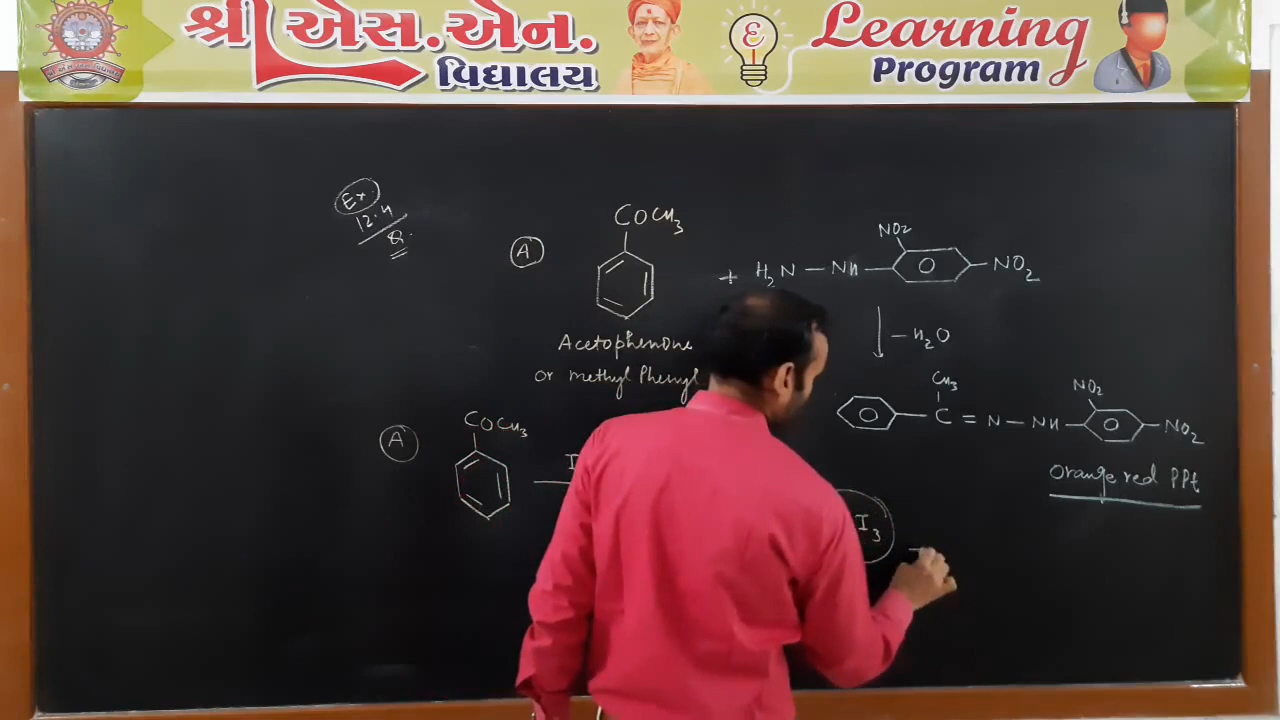 શ્રી એસ. એન.
વિદ્યાલય
ε Learning
Program
Ex.
12.4
A
COCH3
+ H2N — NH
NO2
NO2
Acetophenone
or methyl Phenyl
— H2O
CH3
C = N — NH
NO2
NO2
Orange red PPt
A
COCH3
I
I3